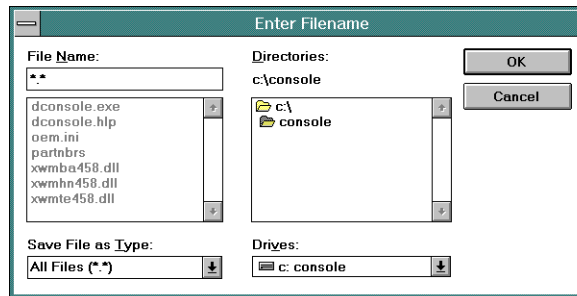 Enter Filename
File Name:
*.*
dconsole.exe
dconsole.hlp
oem.ini
partnbrs
xwmba458.dll
xwmhn458.dll
xwmte458.dll
Save File as Type:
All Files (*.*)
Directories:
c:\console
c:\
console
Drives:
c: console
OK
Cancel